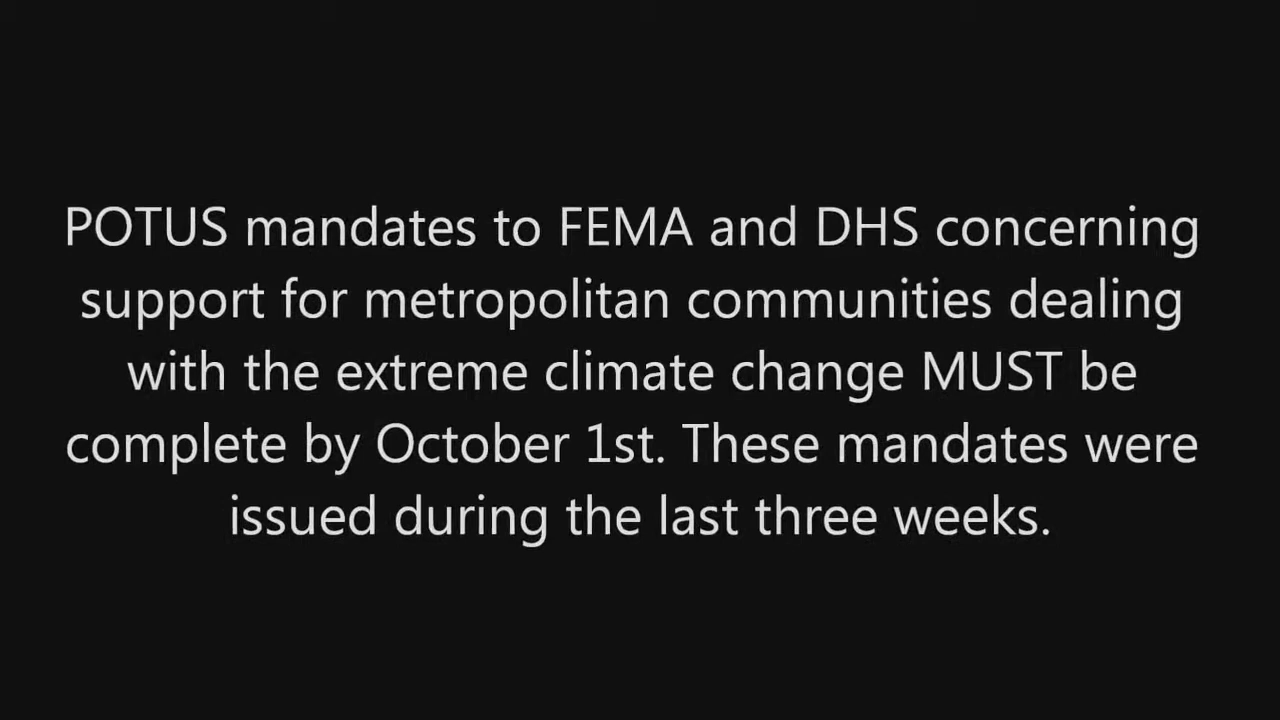 POTUS mandates to FEMA and DHS concerning
support for metropolitan communities dealing
with the extreme climate change MUST be
complete by October 1st. These mandates were
issued during the last three weeks.